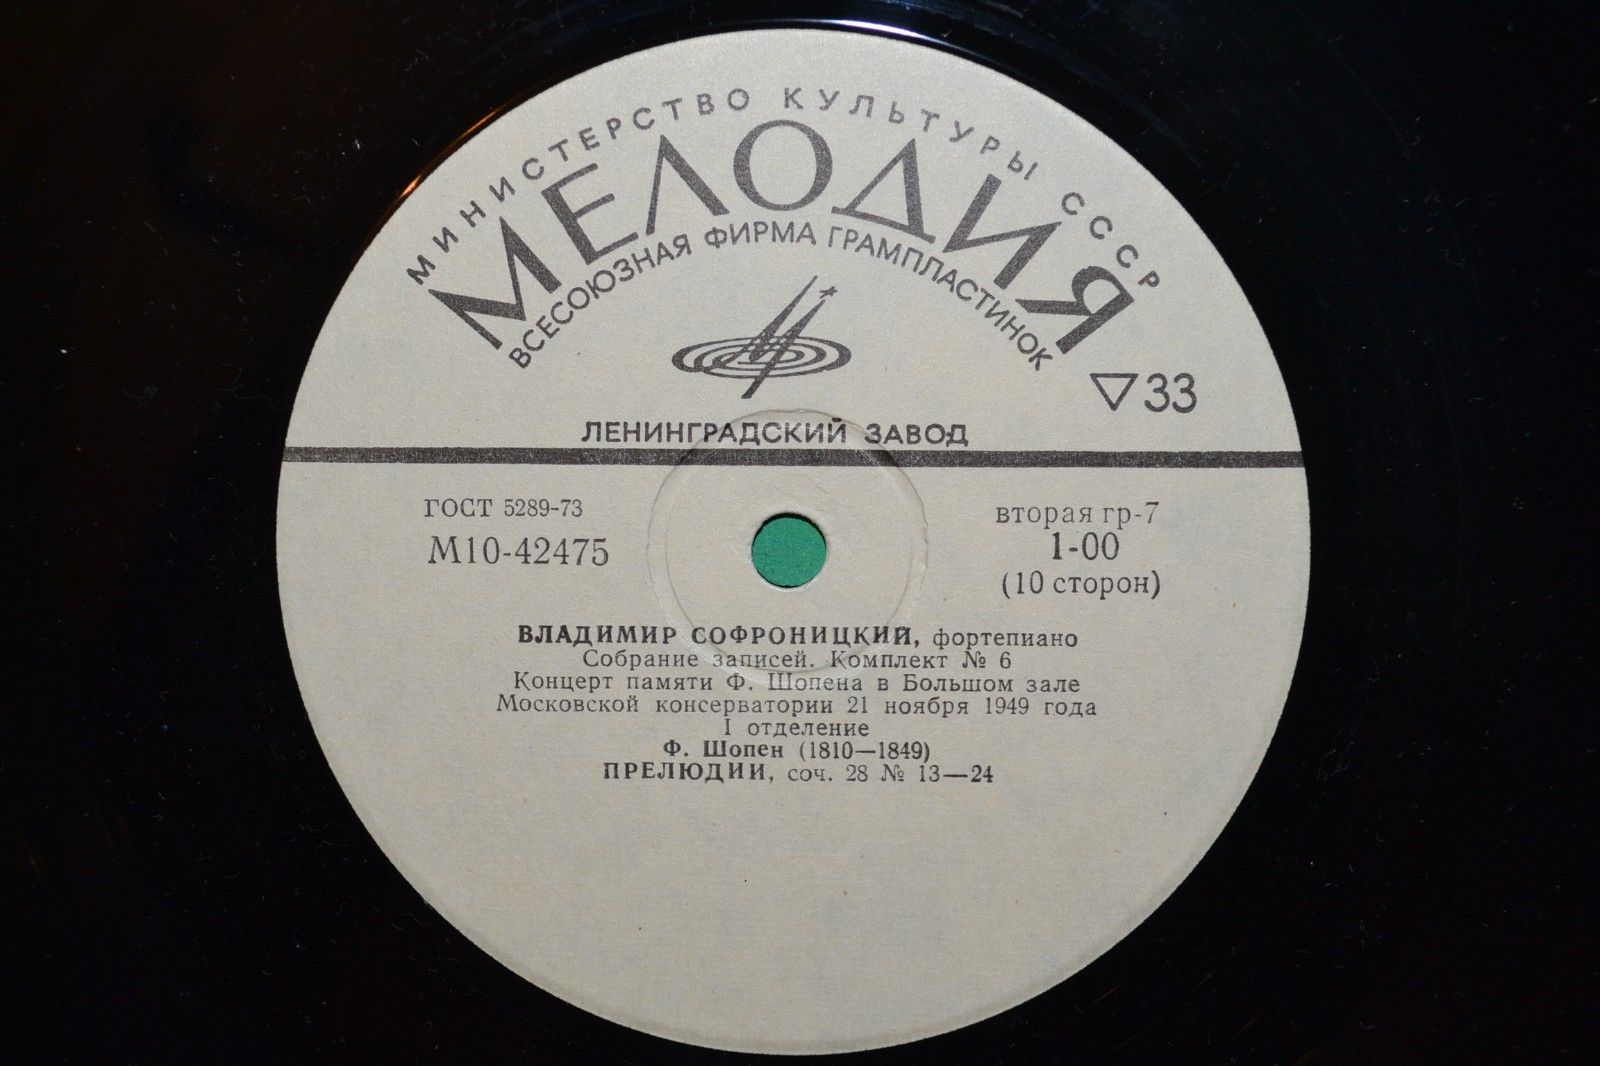 МИНИСТЕРСТВО КУЛЬТУРЫ СССР
МЕЛОДИЯ
ВСЕСОЮЗНАЯ ФИРМА ГРАМПЛАСТИНОК
33
ЛЕНИНГРАДСКИЙ ЗАВОД
ГОСТ 5289-73
М10-42475
вторая гр-7
1-00
(10 сторон)
ВЛАДИМИР СОФРОНИЦКИЙ, фортепиано
Собрание записей. Комплект № 6
Концерт памяти Ф. Шопена в Большом зале
Московской консерватории 21 ноября 1949 года
I отделение
Ф. Шопен (1810—1849)
ПРЕЛЮДИИ, соч. 28 № 13—24